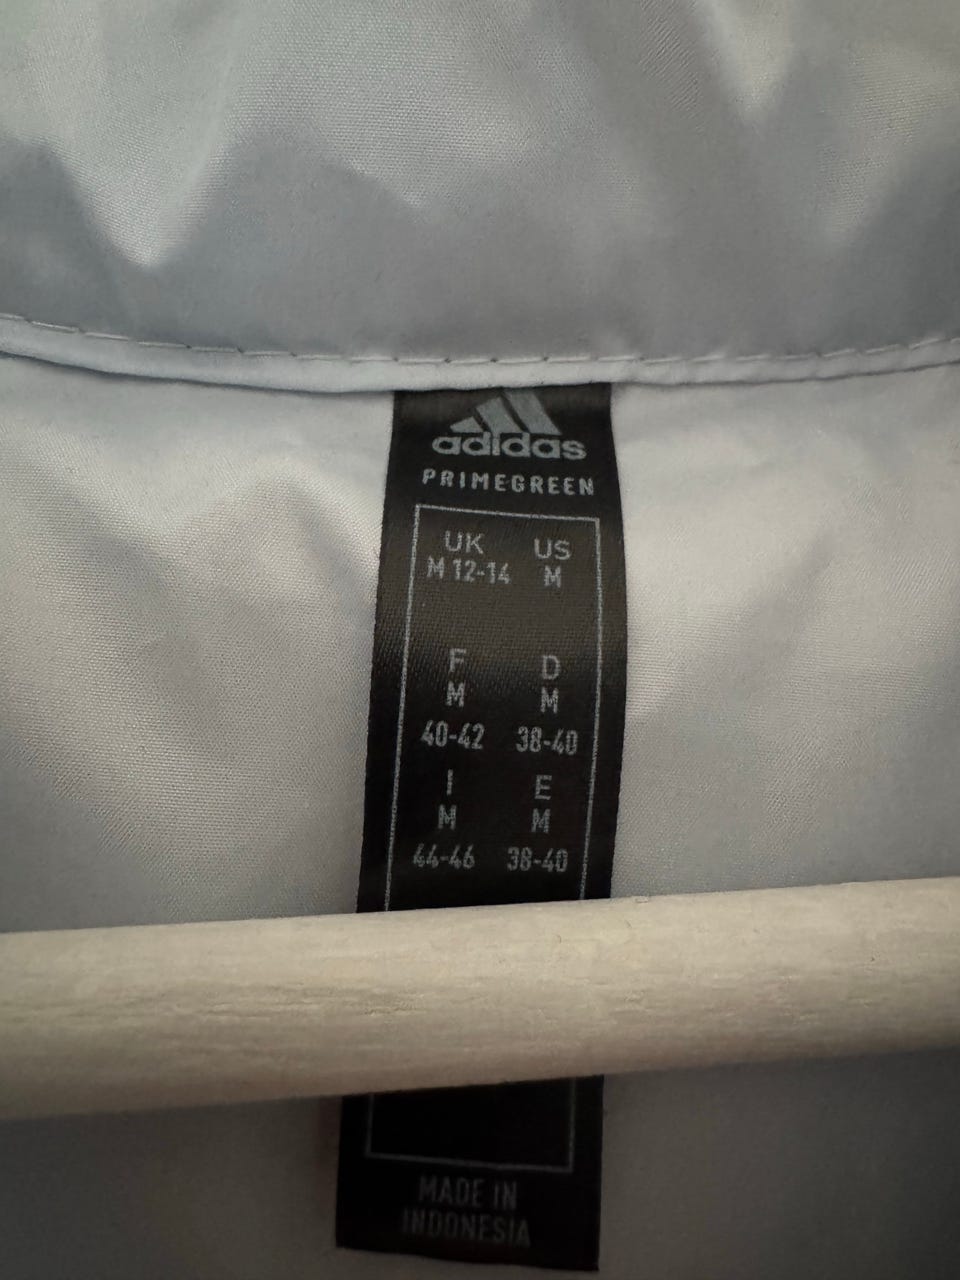 adidas
PRIMEGREEN
UK US
M 12-14 M
F D
M M
40-42 38-40
I E
M M
44-46 38-40
MADE IN
INDONESIA